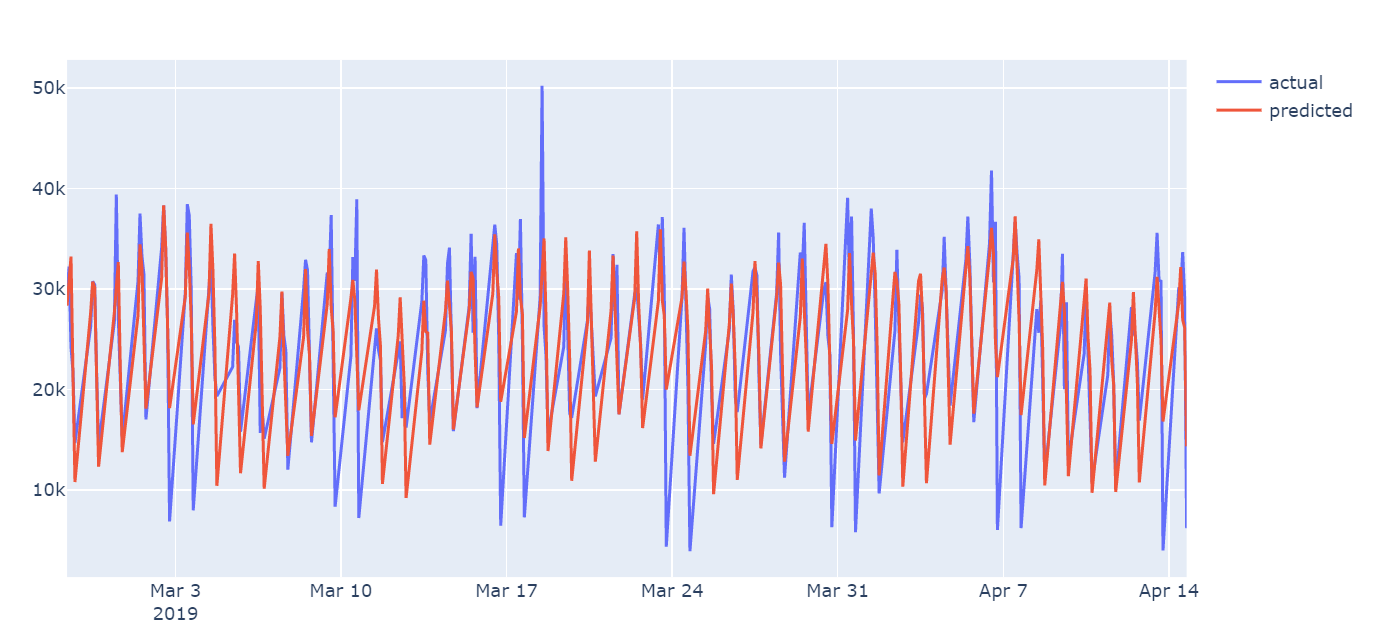 50k
40k
30k
20k
10k
Mar 3
2019
Mar 10
Mar 17
Mar 24
Mar 31
Apr 7
Apr 14
actual
predicted